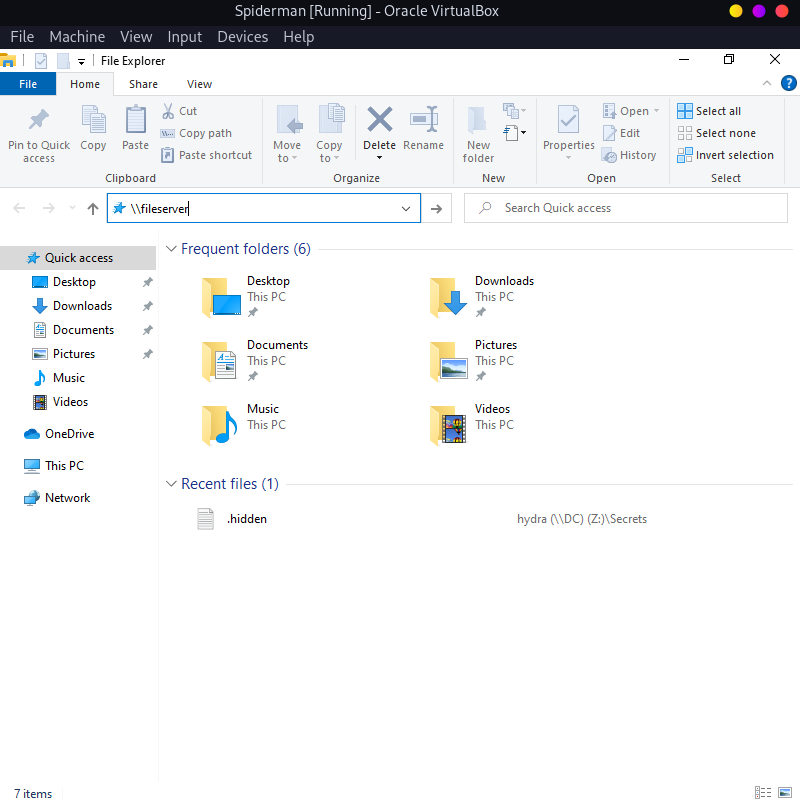 Spiderman [Running] - Oracle VirtualBox
File Machine View Input Devices Help
File Explorer
File Home Share View
Pin to Quick access
Copy
Paste
Cut
Copy path
Paste shortcut
Clipboard
Move to
Copy to
Delete
Rename
Organize
New folder
New
Properties
Open
Edit
History
Open
Select all
Select none
Invert selection
Select
\\fileserver
Search Quick access
Quick access
Desktop
Downloads
Documents
Pictures
Music
Videos
OneDrive
This PC
Network
Frequent folders (6)
Desktop
This PC
Downloads
This PC
Documents
This PC
Pictures
This PC
Music
This PC
Videos
This PC
Recent files (1)
.hidden hydra (\\DC) (Z:)\Secrets
7 items